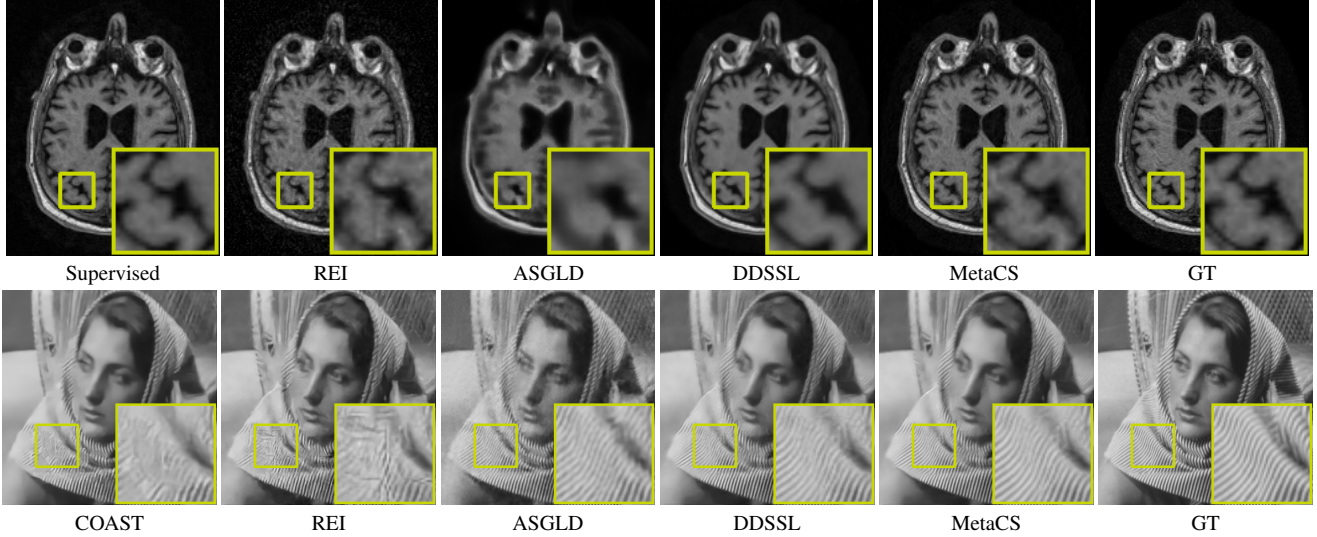 Supervised REI ASGLD DDSSL MetaCS GT
COAST REI ASGLD DDSSL MetaCS GT